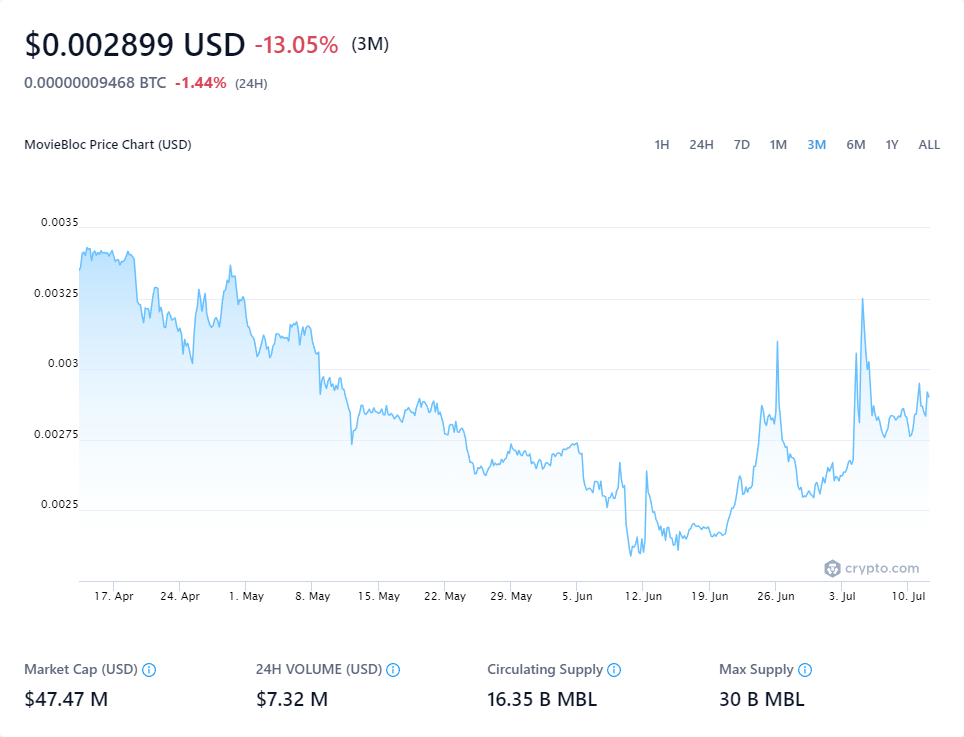 $0.002899 USD -13.05% (3M)
0.00000009468 BTC -1.44% (24H)
MovieBloc Price Chart (USD) 1H 24H 7D 1M 3M 6M 1Y ALL
0.0035
0.00325
0.003
0.00275
0.0025
crypto.com
17. Apr 24. Apr 1. May 8. May 15. May 22. May 29. May 5. Jun 12. Jun 19. Jun 26. Jun 3. Jul 10. Jul
Market Cap (USD) 24H VOLUME (USD) Circulating Supply Max Supply
$47.47 M $7.32 M 16.35 B MBL 30 B MBL